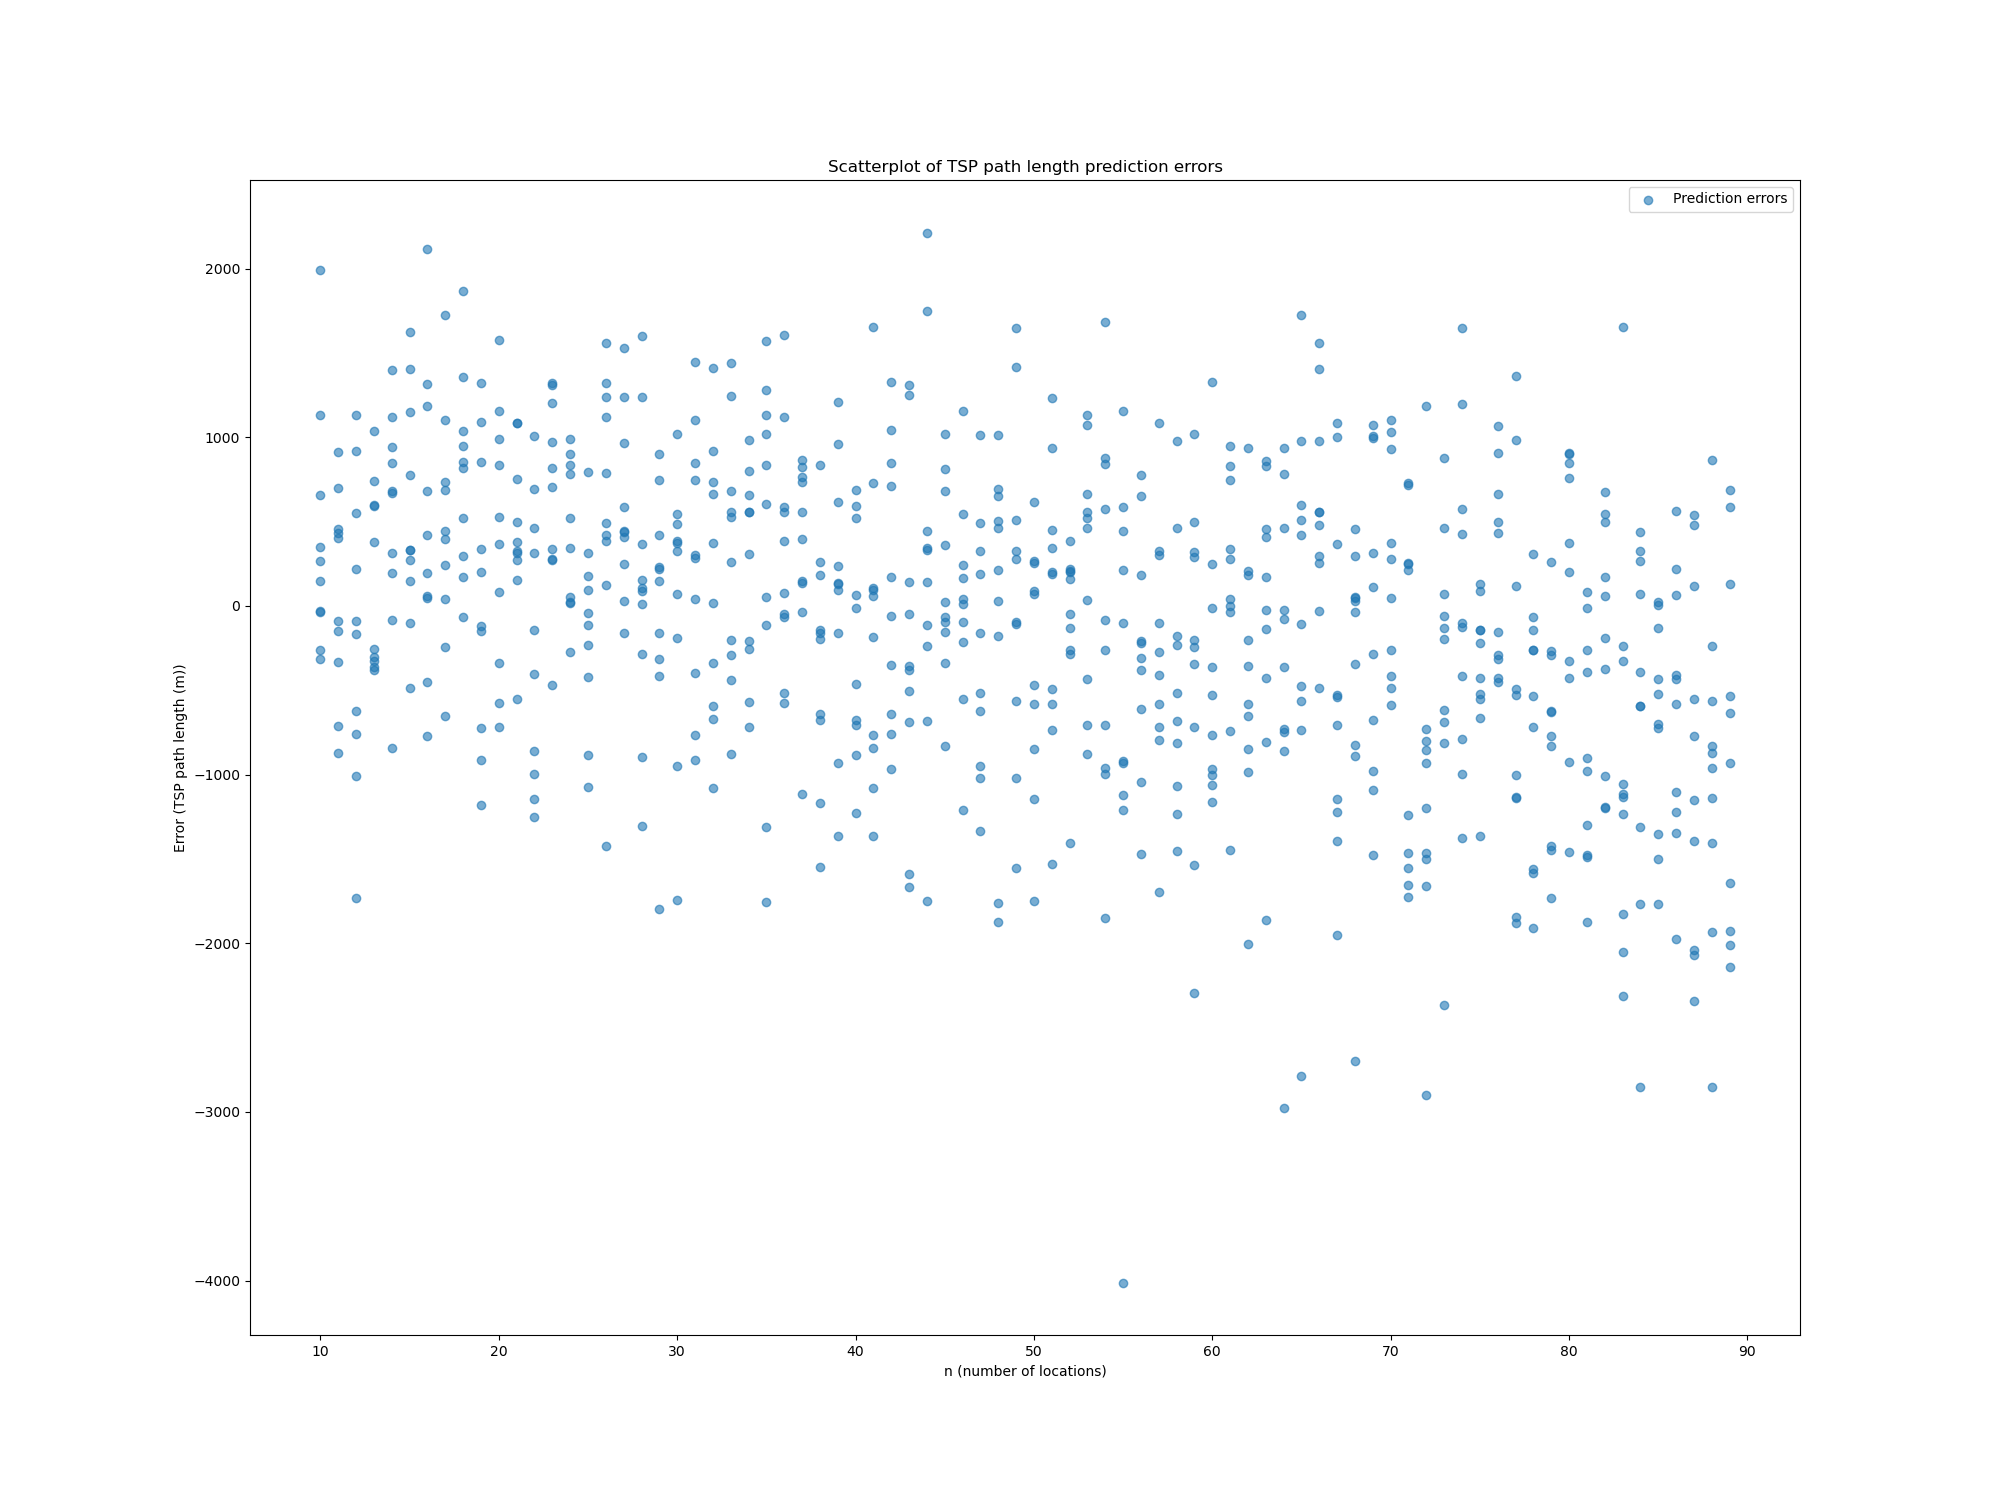 Scatterplot of TSP path length prediction errors
Prediction errors
2000
1000
0
−1000
−2000
−3000
−4000
Error (TSP path length (m))
10 20 30 40 50 60 70 80 90
n (number of locations)